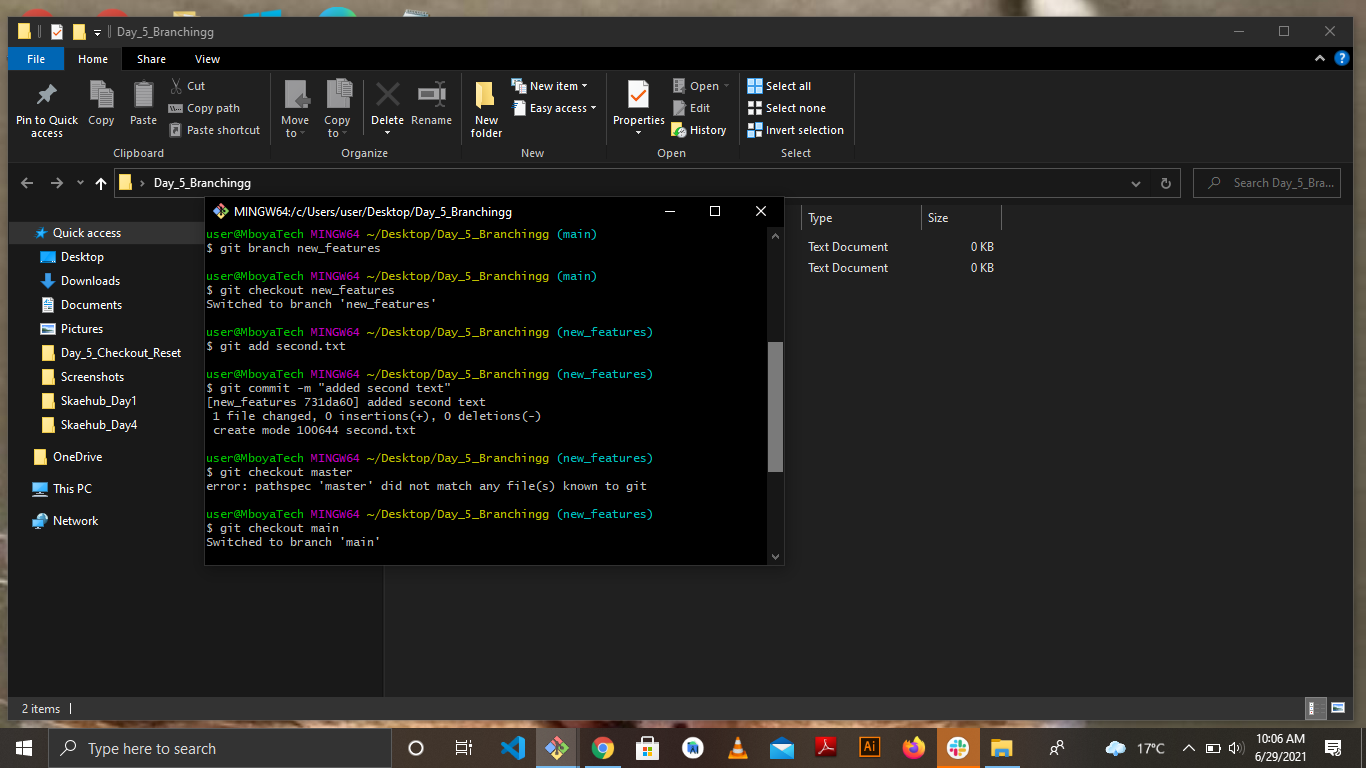 Day_5_Branchingg
File Home Share View
Pin to Quick access
Copy
Paste
Cut
Copy path
Paste shortcut
Clipboard
Move to
Copy to
Delete
Rename
Organize
New folder
New item
Easy access
New
Properties
Open
Edit
History
Open
Select all
Select none
Invert selection
Select
Day_5_Branchingg
Search Day_5_Bra...
Quick access
Desktop
Downloads
Documents
Pictures
Day_5_Checkout_Reset
Screenshots
Skaehub_Day1
Skaehub_Day4
OneDrive
This PC
Network
Type Size
Text Document 0 KB
Text Document 0 KB
MINGW64:/c/Users/user/Desktop/Day_5_Branchingg
user@MboyaTech MINGW64 ~/Desktop/Day_5_Branchingg (main)
$ git branch new_features
user@MboyaTech MINGW64 ~/Desktop/Day_5_Branchingg (main)
$ git checkout new_features
Switched to branch 'new_features'
user@MboyaTech MINGW64 ~/Desktop/Day_5_Branchingg (new_features)
$ git add second.txt
user@MboyaTech MINGW64 ~/Desktop/Day_5_Branchingg (new_features)
$ git commit -m "added second text"
[new_features 731da60] added second text
1 file changed, 0 insertions(+), 0 deletions(-)
create mode 100644 second.txt
user@MboyaTech MINGW64 ~/Desktop/Day_5_Branchingg (new_features)
$ git checkout master
error: pathspec 'master' did not match any file(s) known to git
user@MboyaTech MINGW64 ~/Desktop/Day_5_Branchingg (new_features)
$ git checkout main
Switched to branch 'main'
2 items
Type here to search
Ai
17°C
10:06 AM
6/29/2021